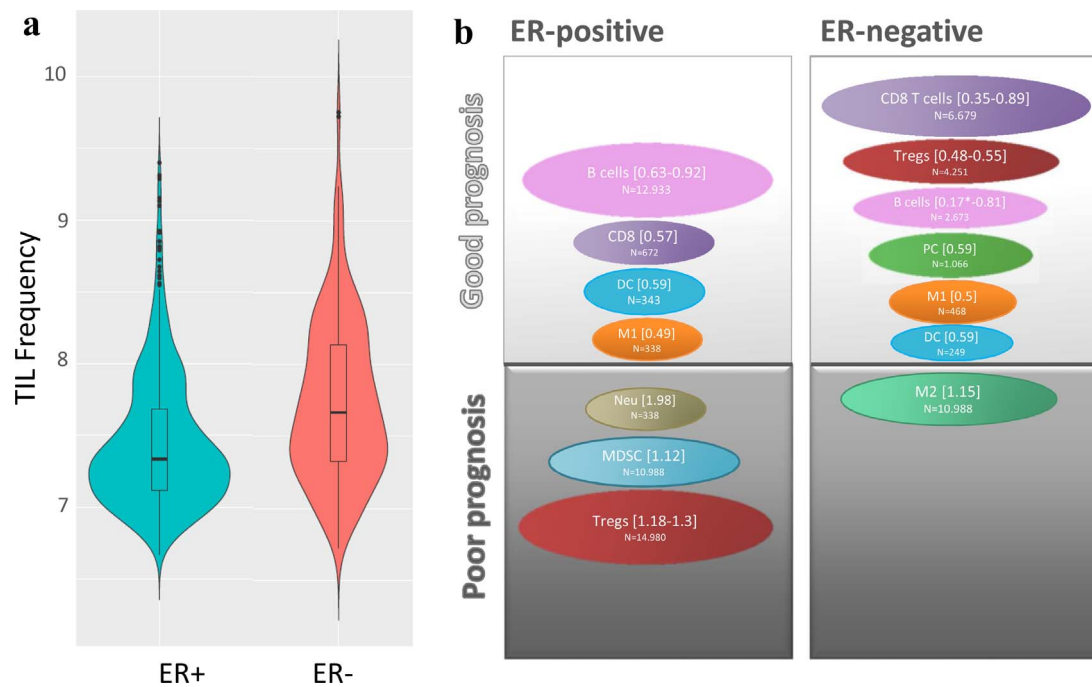 a
TIL Frequency
10
9
8
7
ER+
ER-
b
ER-positive
ER-negative
Good prognosis
Poor prognosis
B cells [0.63-0.92]
N=12.933
CD8 [0.57]
N=672
DC [0.59]
N=343
M1 [0.49]
N=338
Neu [1.98]
N=338
MDSC [1.12]
N=10.988
Tregs [1.18-1.3]
N=14.980
CD8 T cells [0.35-0.89]
N=6.679
Tregs [0.48-0.55]
N=4.251
B cells [0.17*-0.81]
N= 2.673
PC [0.59]
N=1.066
M1 [0.5]
N=468
DC [0.59]
N=249
M2 [1.15]
N=10.988